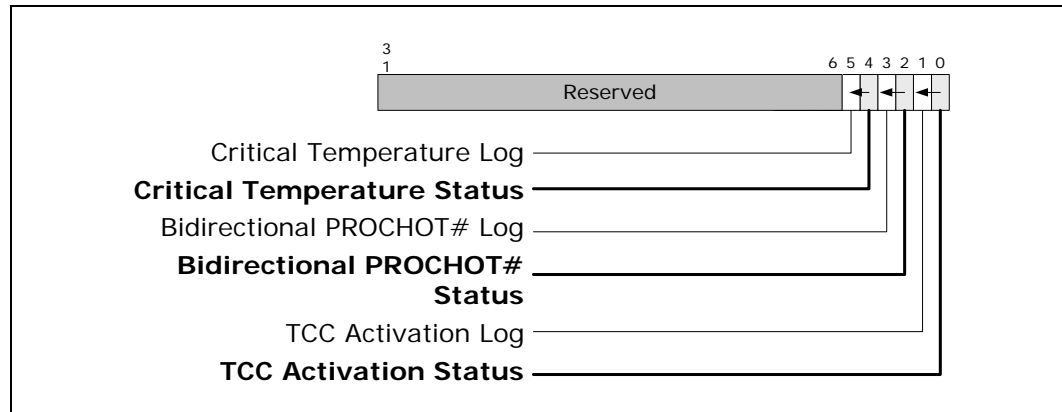 3
1
6 5 4 3 2 1 0
Reserved
Critical Temperature Log
Critical Temperature Status
Bidirectional PROCHOT# Log
Bidirectional PROCHOT#
Status
TCC Activation Log
TCC Activation Status